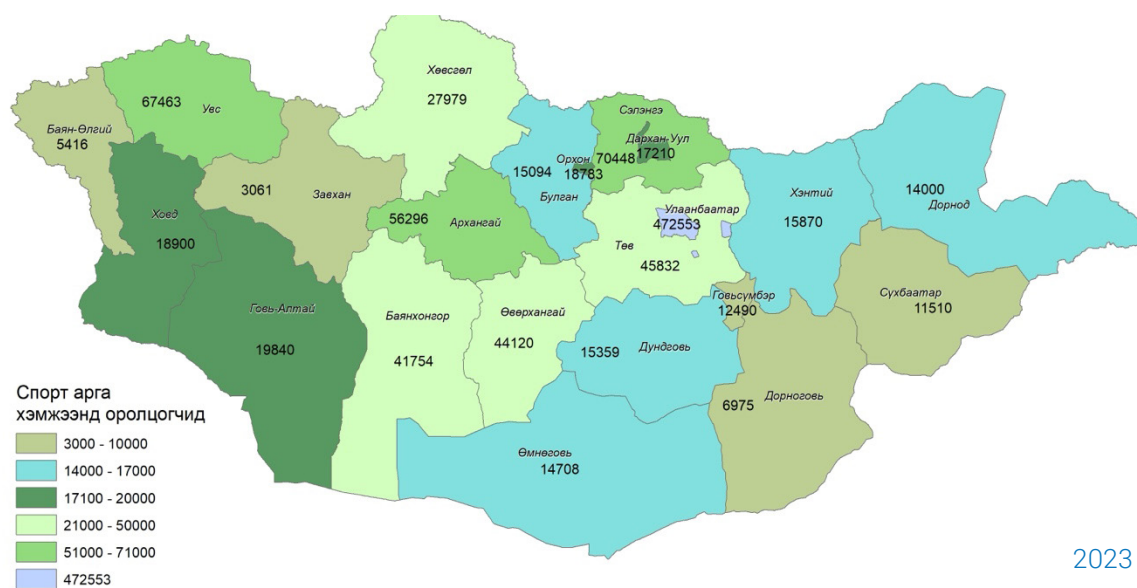 Хөвсгөл
27979
Увс
67463
Баян-Өлгий
5416
Завхан
3061
Ховд
18900
Говь-Алтай
19840
Архангай
56296
Булган
15094
Орхон
18783
Сэлэнгэ
70448
Дархан-Уул
17210
Улаанбаатар
472553
Төв
45832
Хэнтий
15870
Дорнод
14000
Сүхбаатар
11510
Говьсүмбэр
12490
Дорноговь
6975
Дундговь
15359
Өвөрхангай
44120
Баянхонгор
41754
Өмнөговь
14708
Спорт арга
хэмжээнд оролцогчид
3000 - 10000
14000 - 17000
17100 - 20000
21000 - 50000
51000 - 71000
472553
2023